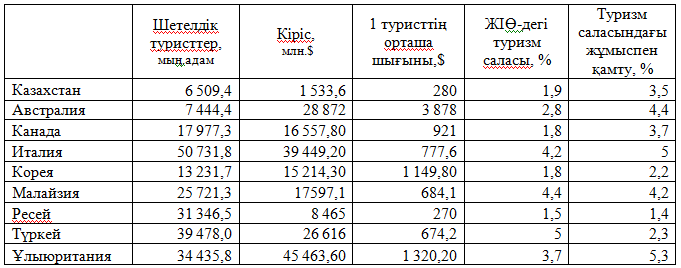 Шетелдік туристтер, мың.адам | Кіріс, млн.$ | 1 туристтің орташа шығыны,$ | ЖІӨ-дегі туризм саласы, % | Туризм саласындағы жұмыспен қамту, %
Казахстан 6 509,4 1 533,6 280 1,9 3,5
Австралия 7 444,4 28 872 3 878 2,8 4,4
Канада 17 977,3 16 557,80 921 1,8 3,7
Италия 50 731,8 39 449,20 777,6 4,2 5
Корея 13 231,7 15 214,30 1 149,80 1,8 2,2
Малайзия 25 721,3 17597,1 684,1 4,4 4,2
Ресей 31 346,5 8 465 270 1,5 1,4
Түркей 39 478,0 26 616 674,2 5 2,3
Ұлыюритания 34 435,8 45 463,60 1 320,20 3,7 5,3